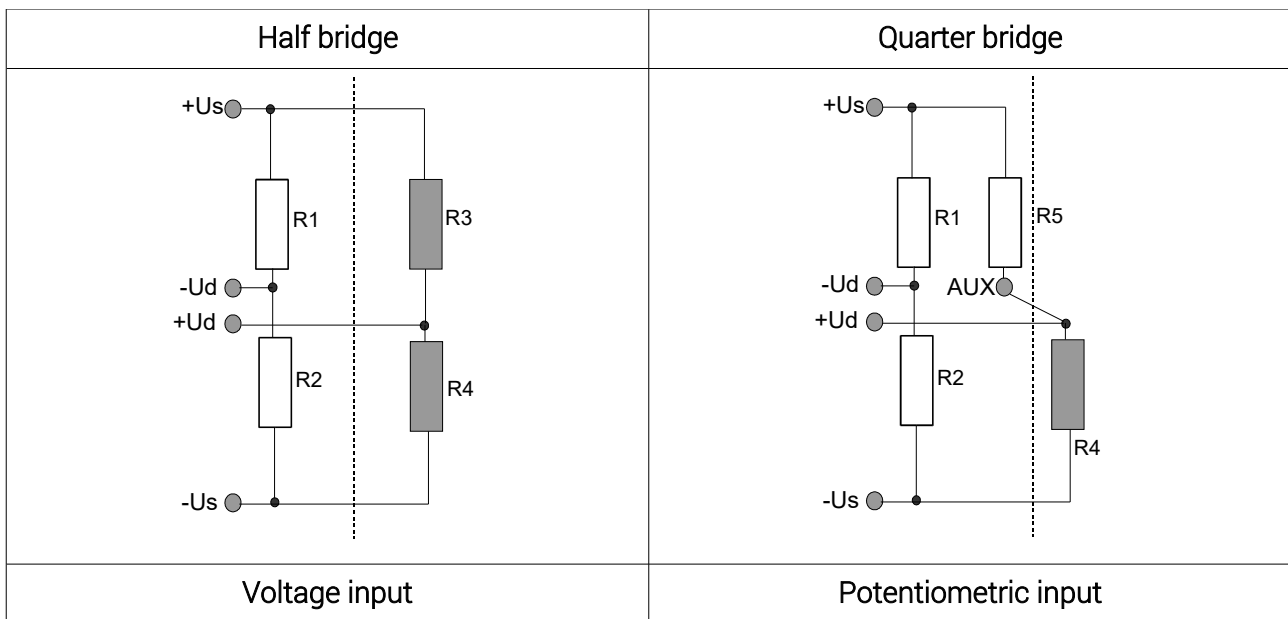 Half bridge
Quarter bridge
+Us
R1
R3
-Ud
+Ud
R2
R4
-Us
+Us
R1
R5
-Ud
AUX
+Ud
R2
R4
-Us
Voltage input
Potentiometric input